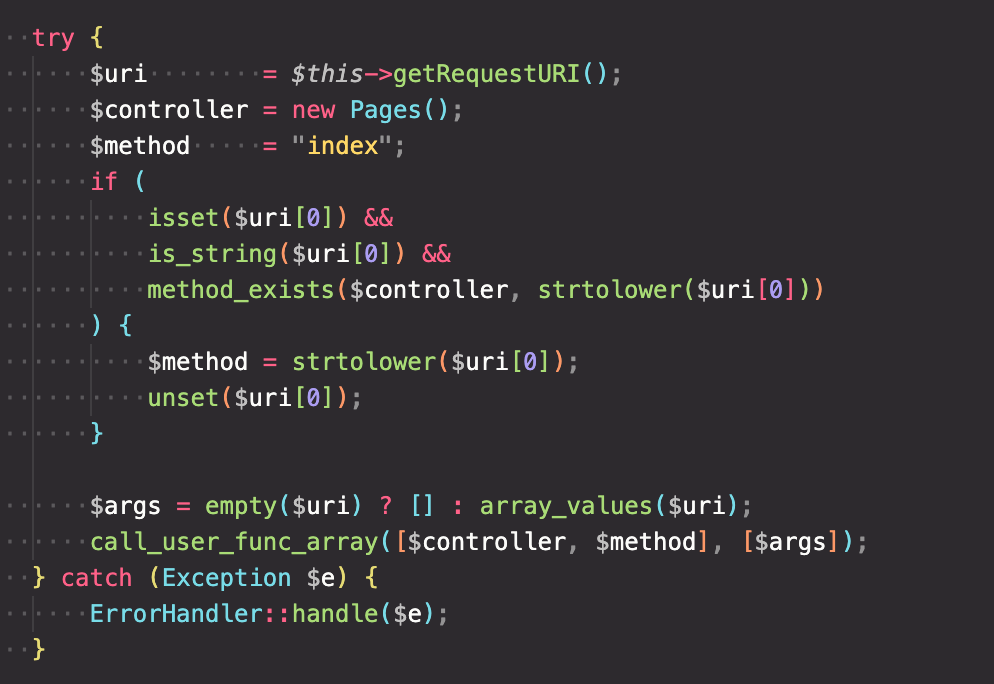 try {
$uri = $this->getRequestURI();
$controller = new Pages();
$method = "index";
if (
isset($uri[0]) &&
is_string($uri[0]) &&
method_exists($controller, strtolower($uri[0]))
) {
$method = strtolower($uri[0]);
unset($uri[0]);
}
$args = empty($uri) ? [] : array_values($uri);
call_user_func_array([$controller, $method], [$args]);
} catch (Exception $e) {
ErrorHandler::handle($e);
}